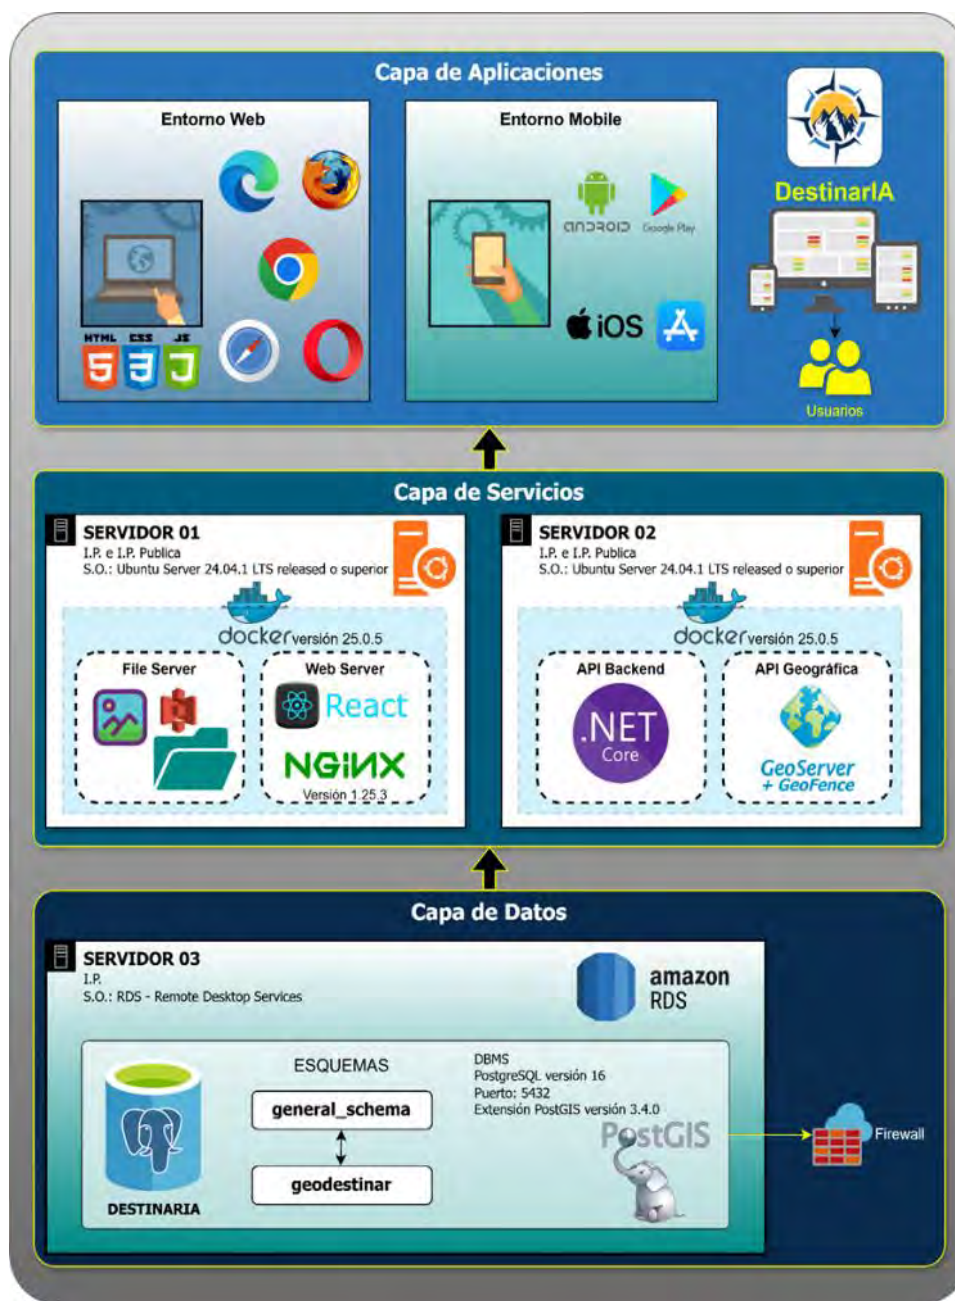 Capa de Aplicaciones
Entorno Web
HTML CSS JS
5 3 J
Entorno Mobile
ANDROID
Google Play
iOS
DestinarIA
Usuarios
Capa de Servicios
SERVIDOR 01
I.P. e I.P. Publica
S.O.: Ubuntu Server 24.04.1 LTS released o superior
docker versión 25.0.5
File Server
Web Server
React
NGINX
Versión 1.25.3
SERVIDOR 02
I.P. e I.P. Publica
S.O.: Ubuntu Server 24.04.1 LTS released o superior
docker versión 25.0.5
API Backend
.NET
Core
API Geográfica
GeoServer
+ GeoFence
Capa de Datos
SERVIDOR 03
I.P.
S.O.: RDS - Remote Desktop Services
amazon
RDS
DESTINARIA
ESQUEMAS
general_schema
geodestinar
DBMS
PostgreSQL versión 16
Puerto: 5432
Extensión PostGIS versión 3.4.0
PostGIS
Firewall